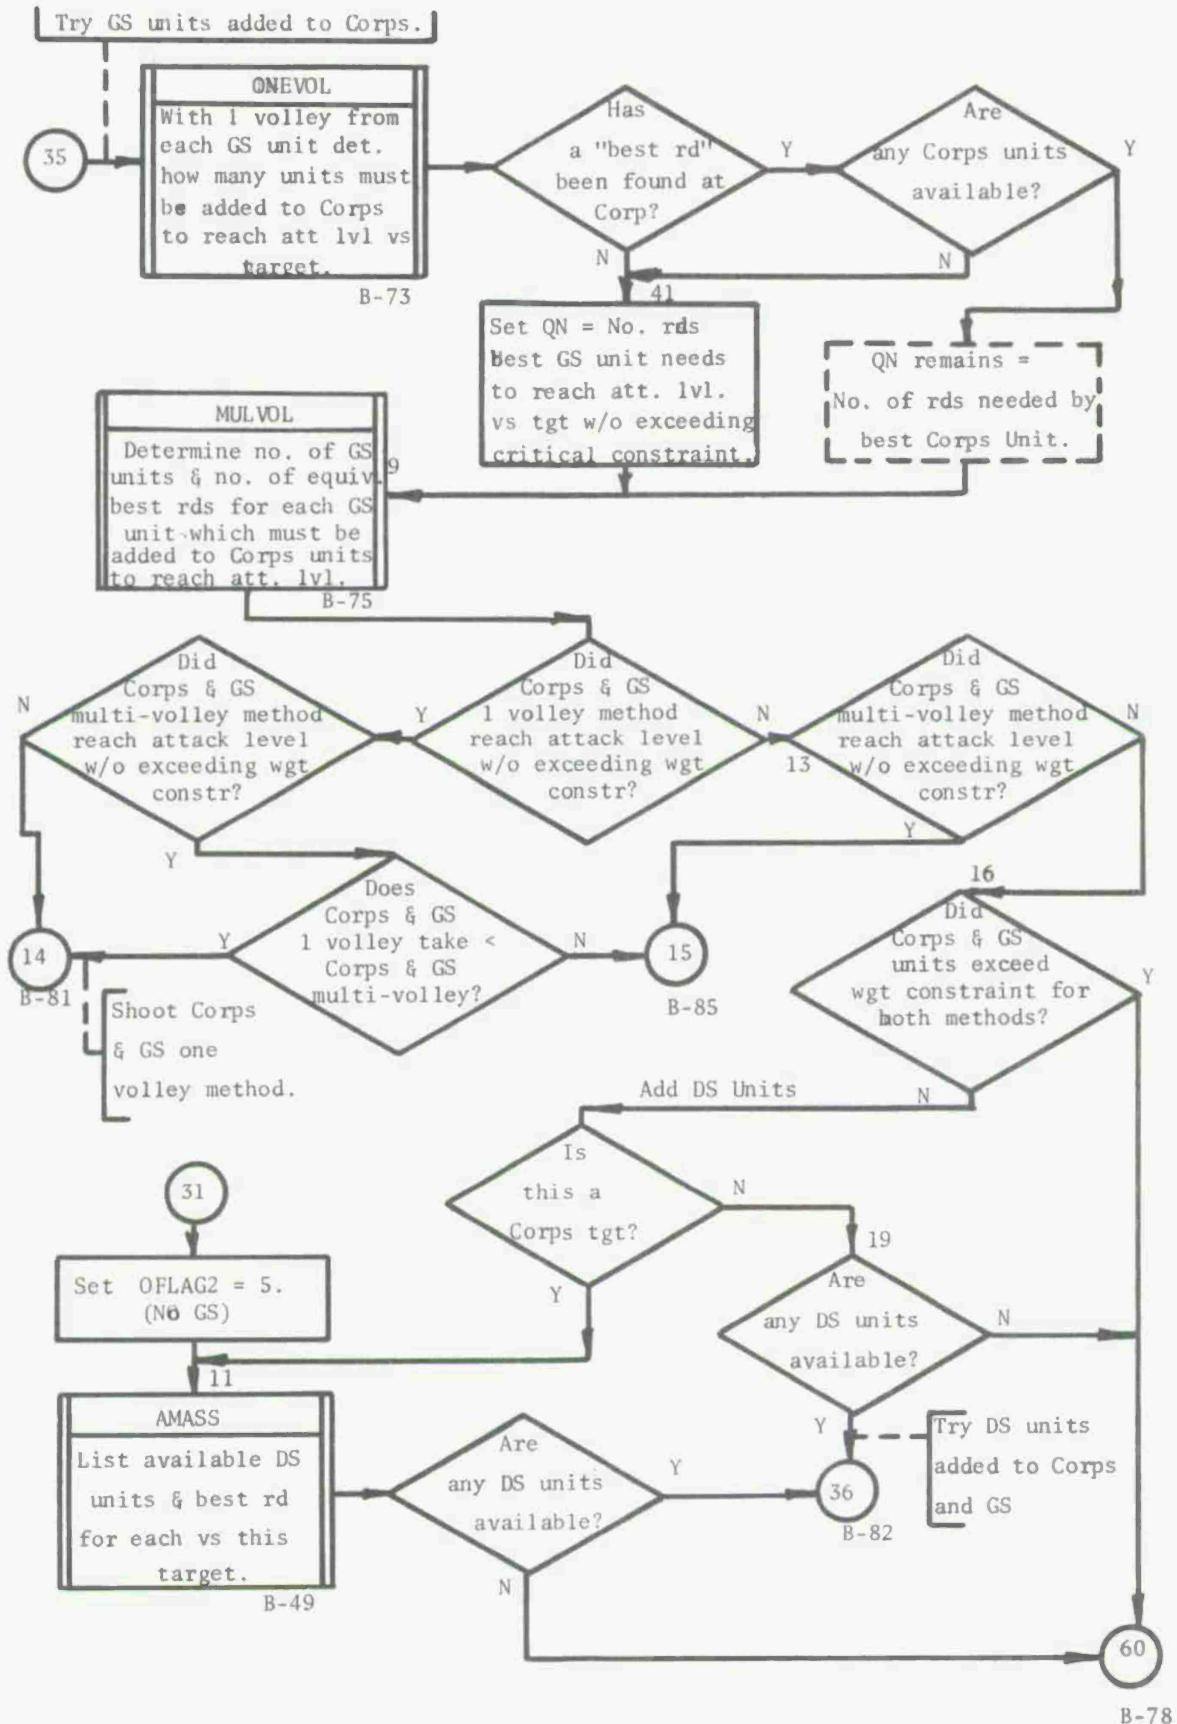 Try GS units added to Corps.
35
ONEVOL
With 1 volley from
each GS unit det.
how many units must
be added to Corps
to reach att lvl vs
target.
B-73
Has
a "best rd"
been found at
Corp?
Y
N
Are
any Corps units
available?
Y
N
41
Set QN = No. rds
best GS unit needs
to reach att. lvl.
vs tgt w/o exceeding
critical constraint.
QN remains =
No. of rds needed by
best Corps Unit.
MULVOL
Determine no. of GS
units & no. of equiv.
best rds for each GS
unit which must be
added to Corps units
to reach att. lvl.
9
B-75
Did
Corps & GS
multi-volley method
reach attack level
w/o exceeding wgt
constr?
N
Y
Did
Corps & GS
1 volley method
reach attack level
w/o exceeding wgt
constr?
Y
N
13
Did
Corps & GS
multi-volley method
reach attack level
w/o exceeding wgt
constr?
N
Y
Does
Corps & GS
1 volley take <
Corps & GS
multi-volley?
Y
N
14
B-81
Shoot Corps
& GS one
volley method.
15
B-85
16
Did
Corps & GS
units exceed
wgt constraint for
both methods?
Y
N
Add DS Units
Is
this a
Corps tgt?
N
Y
19
Are
any DS units
available?
N
Y
Try DS units
added to Corps
and GS
31
Set OFLAG2 = 5.
(No GS)
11
AMASS
List available DS
units & best rd
for each vs this
target.
B-49
Are
any DS units
available?
Y
N
36
B-82
60
B-78